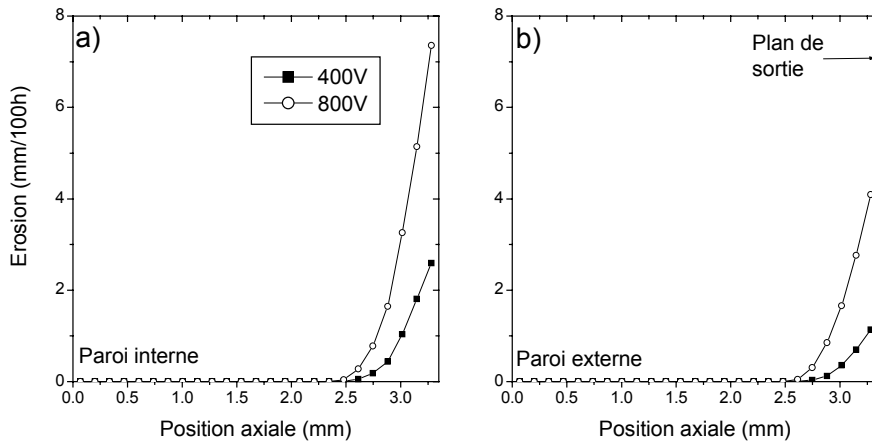 a)
400V
800V
Paroi interne
Erosion (mm/100h)
8
6
4
2
0
0.0 0.5 1.0 1.5 2.0 2.5 3.0
Position axiale (mm)
b)
Plan de
sortie
Paroi externe
8
6
4
2
0
0.0 0.5 1.0 1.5 2.0 2.5 3.0
Position axiale (mm)